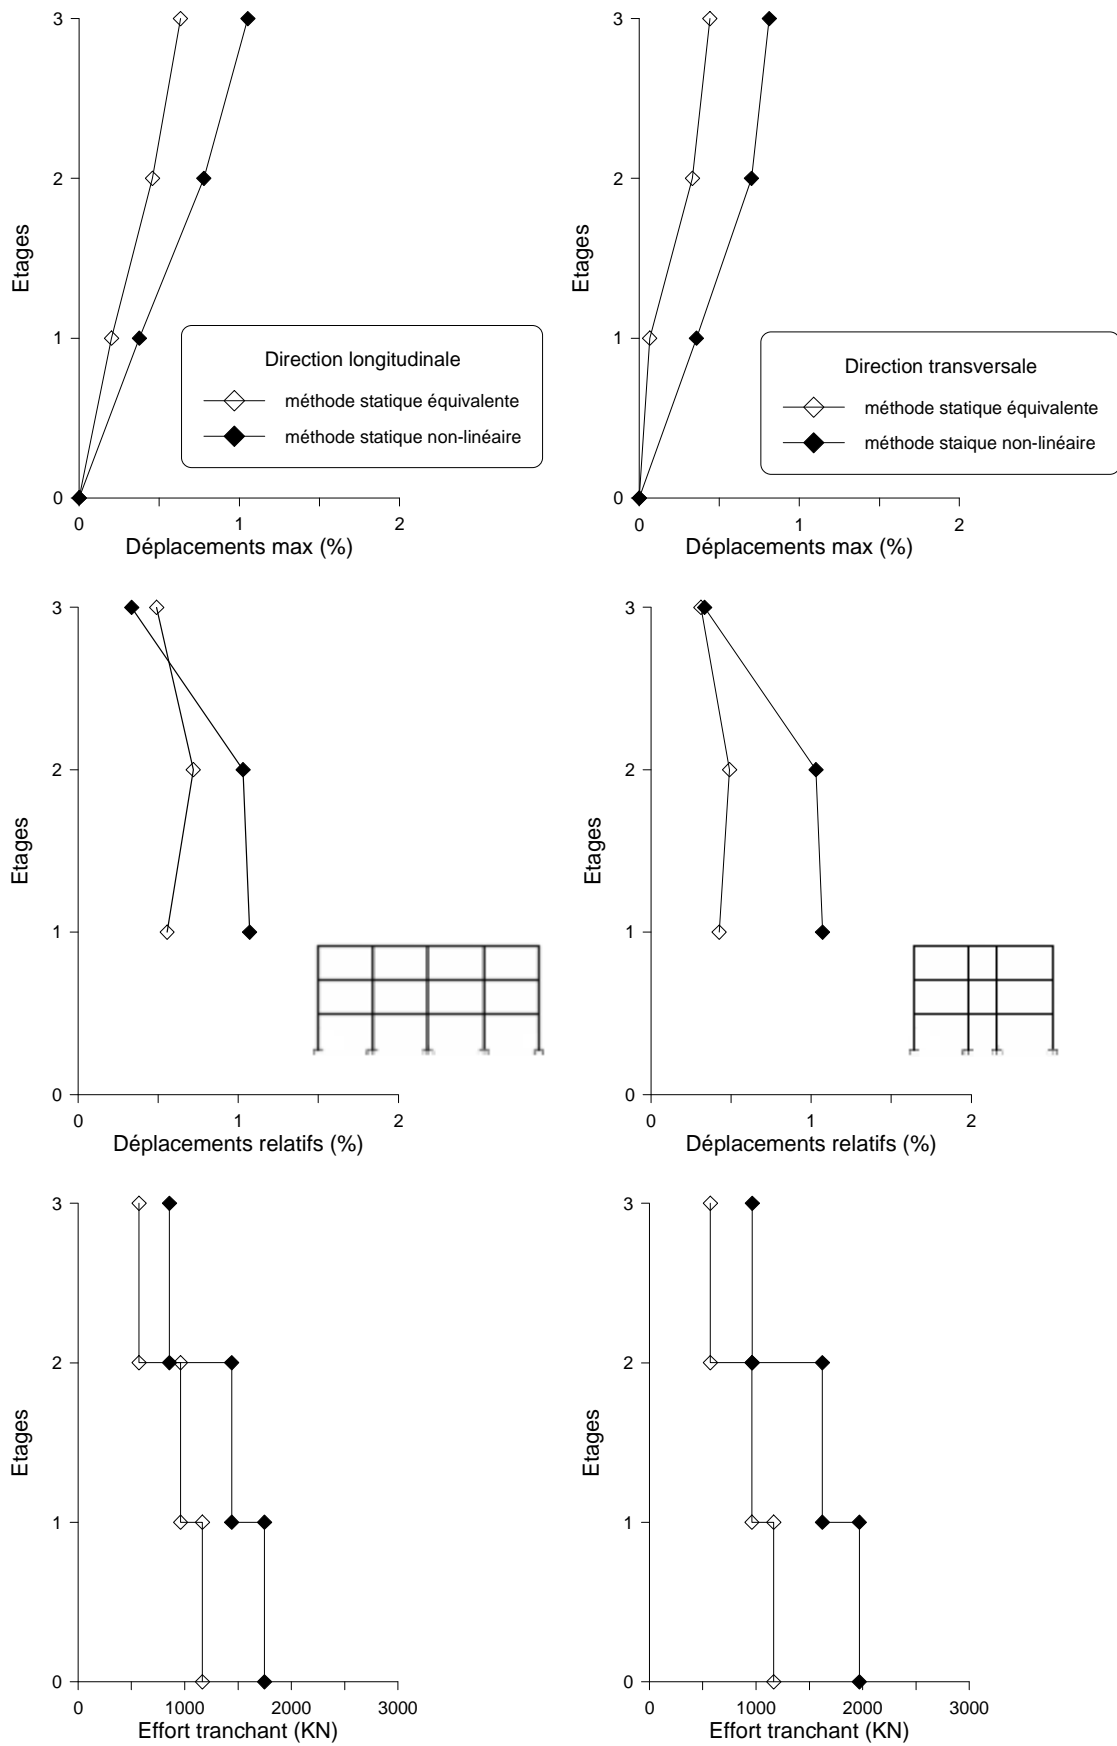 3
2
1
0
Etages
0
1
2
Déplacements max (%)
Direction longitudinale
méthode statique équivalente
méthode statique non-linéaire
3
2
1
0
Etages
0
1
2
Déplacements max (%)
Direction transversale
méthode statique équivalente
méthode staique non-linéaire
3
2
1
0
Etages
0
1
2
Déplacements relatifs (%)
3
2
1
0
Etages
0
1
2
Déplacements relatifs (%)
3
2
1
0
Etages
0
1000
2000
3000
Effort tranchant (KN)
3
2
1
0
Etages
0
1000
2000
3000
Effort tranchant (KN)